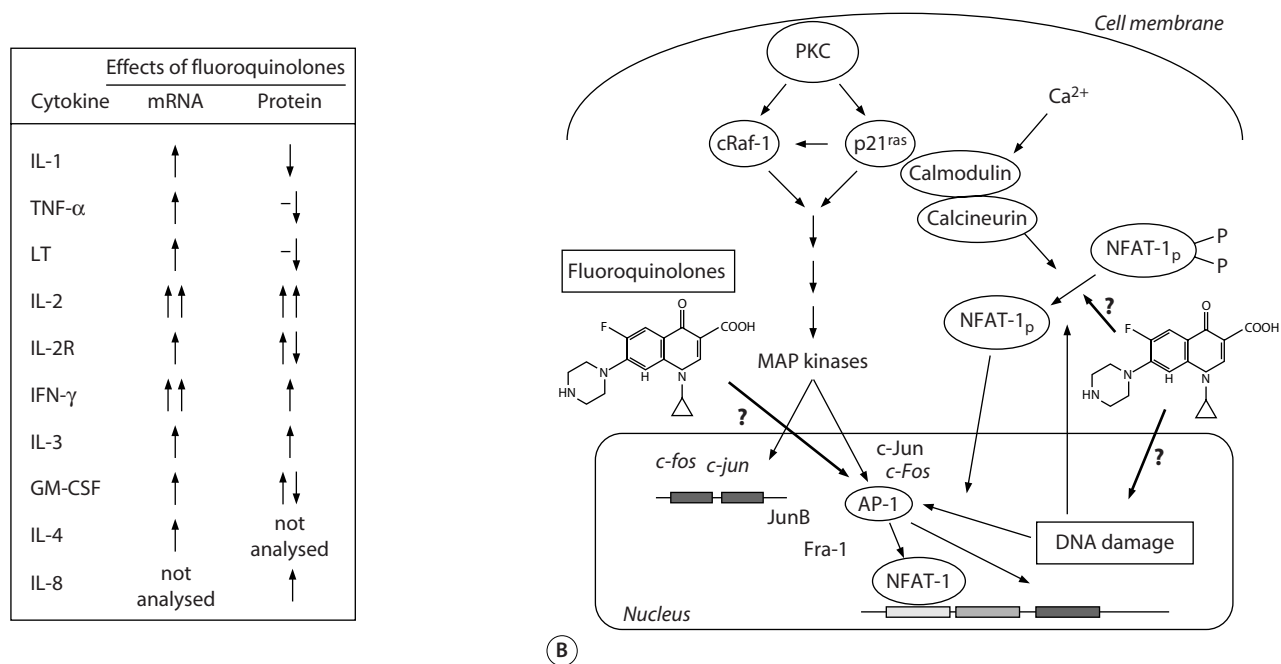 Effects of fluoroquinolones
Cytokine mRNA Protein
IL-1 ↑ ↓
TNF-α ↑ –↓
LT ↑ –↓
IL-2 ↑↑ ↑↑
IL-2R ↑ ↑↓
IFN-γ ↑↑ ↑
IL-3 ↑ ↑
GM-CSF ↑ ↑↓
IL-4 ↑ not analysed
IL-8 not analysed ↑
Cell membrane
PKC
Ca²⁺
cRaf-1
p21ʳᵃˢ
Calmodulin
Calcineurin
NFAT-1p
P
P
Fluoroquinolones
NFAT-1p
?
F
O
COOH
N
HN
H
N
MAP kinases
F
O
COOH
N
HN
H
N
?
?
c-fos
c-jun
c-Jun
c-Fos
AP-1
JunB
Fra-1
DNA damage
NFAT-1
Nucleus
B